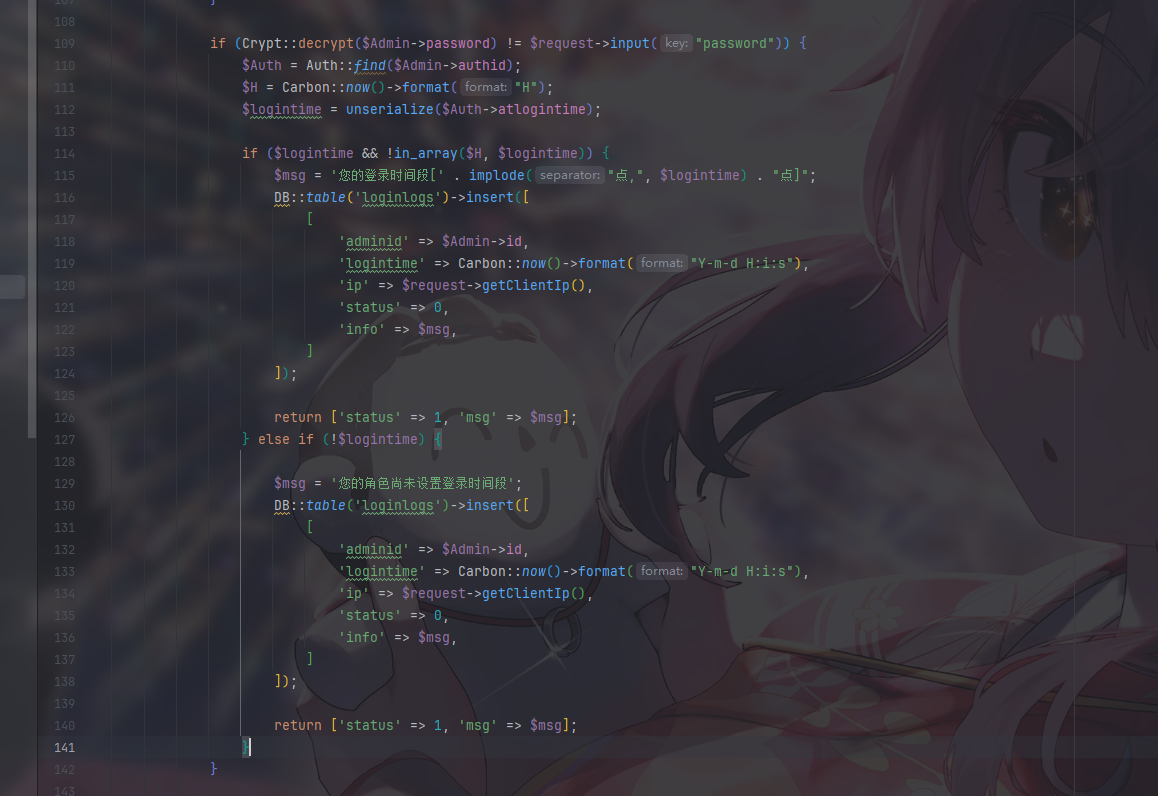 107 }
108
109 if (Crypt::decrypt($Admin->password) != $request->input( key: "password")) {
110 $Auth = Auth::find($Admin->authid);
111 $H = Carbon::now()->format( format: "H");
112 $logintime = unserialize($Auth->atlogintime);
113
114 if ($logintime && !in_array($H, $logintime)) {
115 $msg = '您的登录时间段[' . implode( separator: "点,", $logintime) . "点]";
116 DB::table('loginlogs')->insert([
117 [
118 'adminid' => $Admin->id,
119 'logintime' => Carbon::now()->format( format: "Y-m-d H:i:s"),
120 'ip' => $request->getClientIp(),
121 'status' => 0,
122 'info' => $msg,
123 ]
124 ]);
125
126 return ['status' => 1, 'msg' => $msg];
127 } else if (!$logintime) {
128
129 $msg = '您的角色尚未设置登录时间段';
130 DB::table('loginlogs')->insert([
131 [
132 'adminid' => $Admin->id,
133 'logintime' => Carbon::now()->format( format: "Y-m-d H:i:s"),
134 'ip' => $request->getClientIp(),
135 'status' => 0,
136 'info' => $msg,
137 ]
138 ]);
139
140 return ['status' => 1, 'msg' => $msg];
141 }
142 }
143